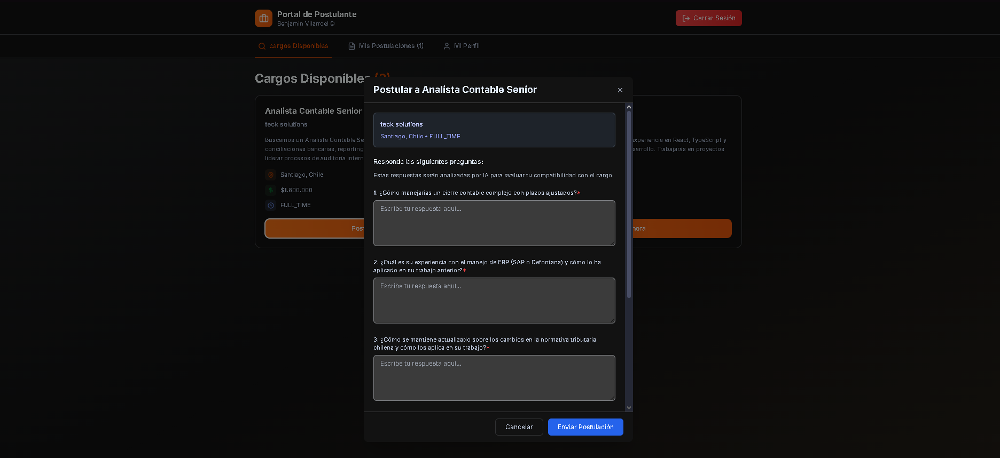 Portal de Postulante
Benjamin Vilarroel Q
Cerrar Sesión
cargos Disponibles
Mis Postulaciones (1)
Mi Perfil
Cargos Disponibles
Postular a Analista Contable Senior
Analista Contable Senior
teck solutions
Buscamos un Analista Contable Se
conciliaciones bancarias, reporting
liderar procesos de auditoría intern
Santiago, Chile
$1.800.000
FULL_TIME
Post
teck solutions
Santiago, Chile • FULL_TIME
Responde las siguientes preguntas:
Estas respuestas serán analizadas por IA para evaluar tu compatibilidad con el cargo.
1. ¿Cómo manejarías un cierre contable complejo con plazos ajustados?*
Escribe tu respuesta aquí...
2. ¿Cuál es su experiencia con el manejo de ERP (SAP o Defontana) y cómo lo ha
aplicado en su trabajo anterior?*
Escribe tu respuesta aquí...
3. ¿Cómo se mantiene actualizado sobre los cambios en la normativa tributaria
chilena y cómo los aplica en su trabajo?*
Escribe tu respuesta aquí...
Cancelar
Enviar Postulación
xperiencia en React, TypeScript y
sarrollo. Trabajarás en proyectos
hora